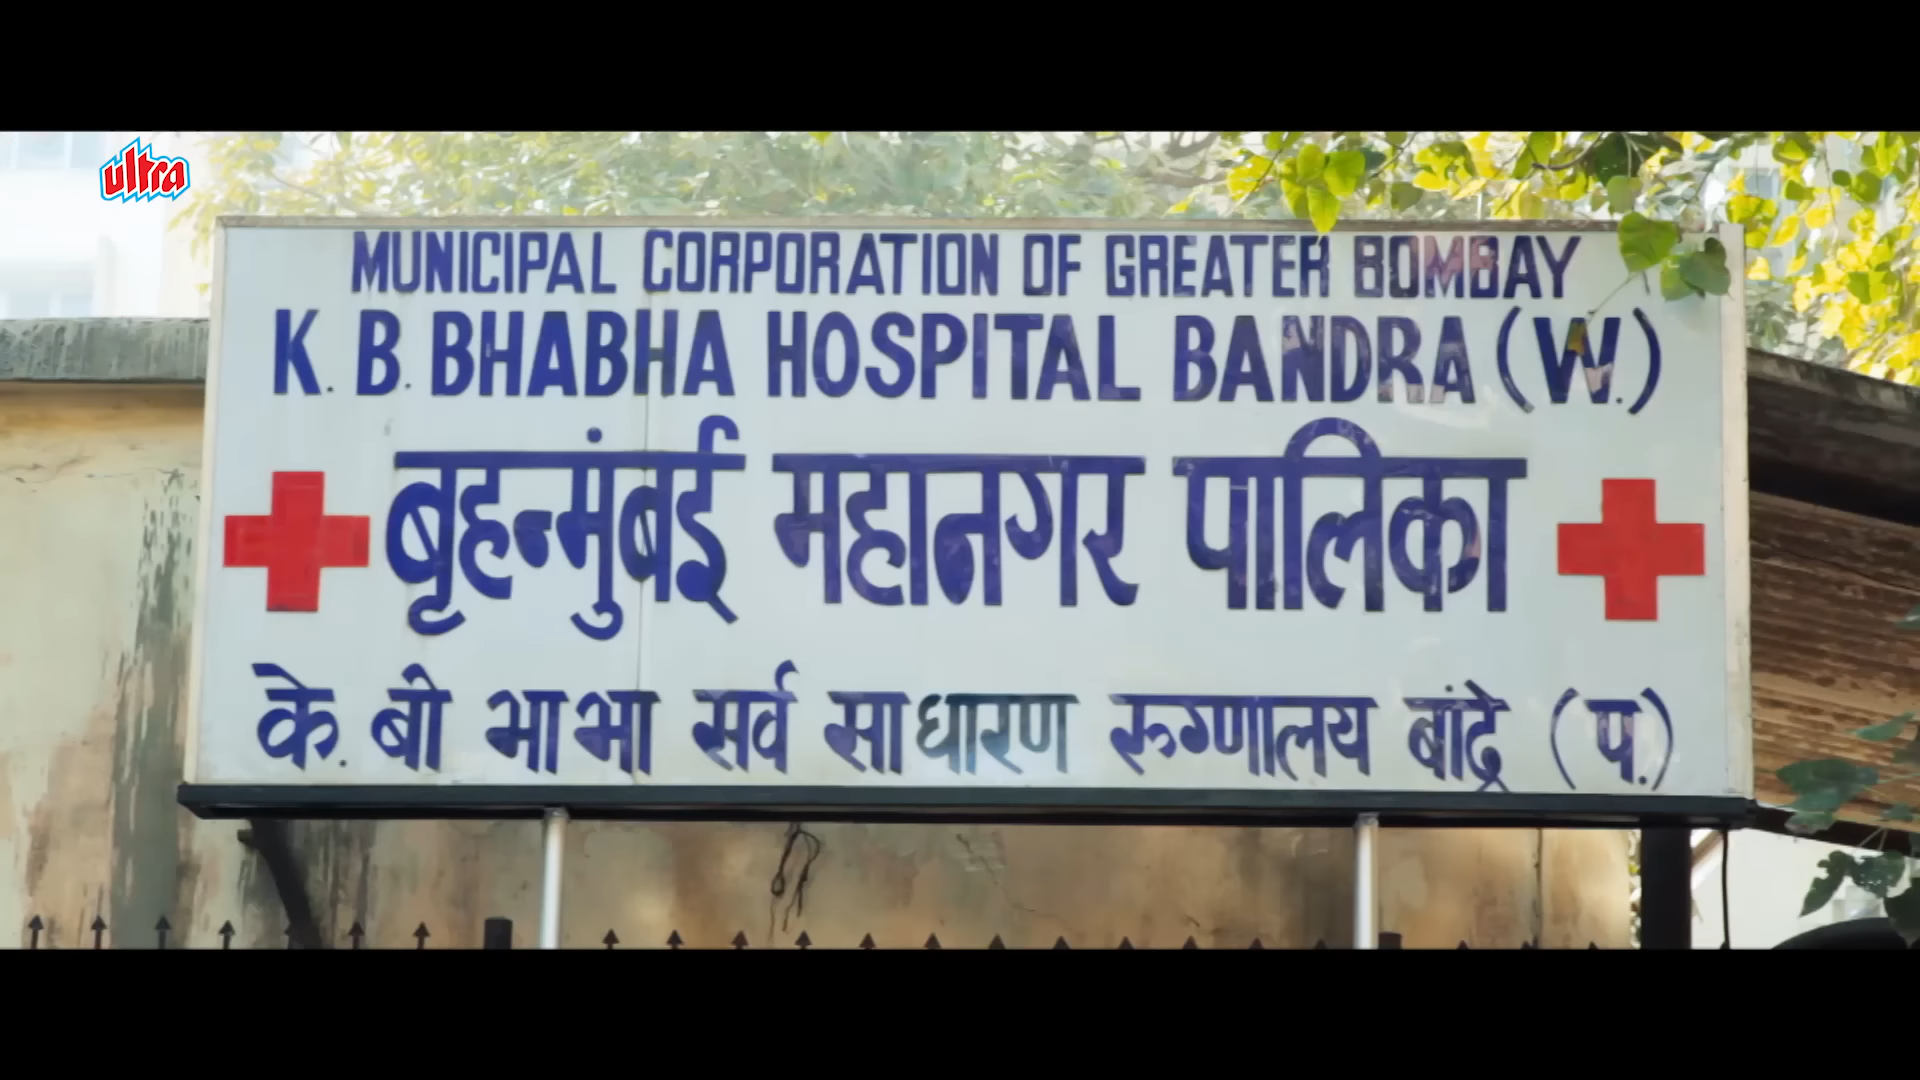 ultra
MUNICIPAL CORPORATION OF GREATER BOMBAY
K. B. BHABHA HOSPITAL BANDRA (W.)
बृहन्मुंबई महानगर पालिका
के. बी भाभा सर्व साधारण रुग्णालय बांद्रे (प.)